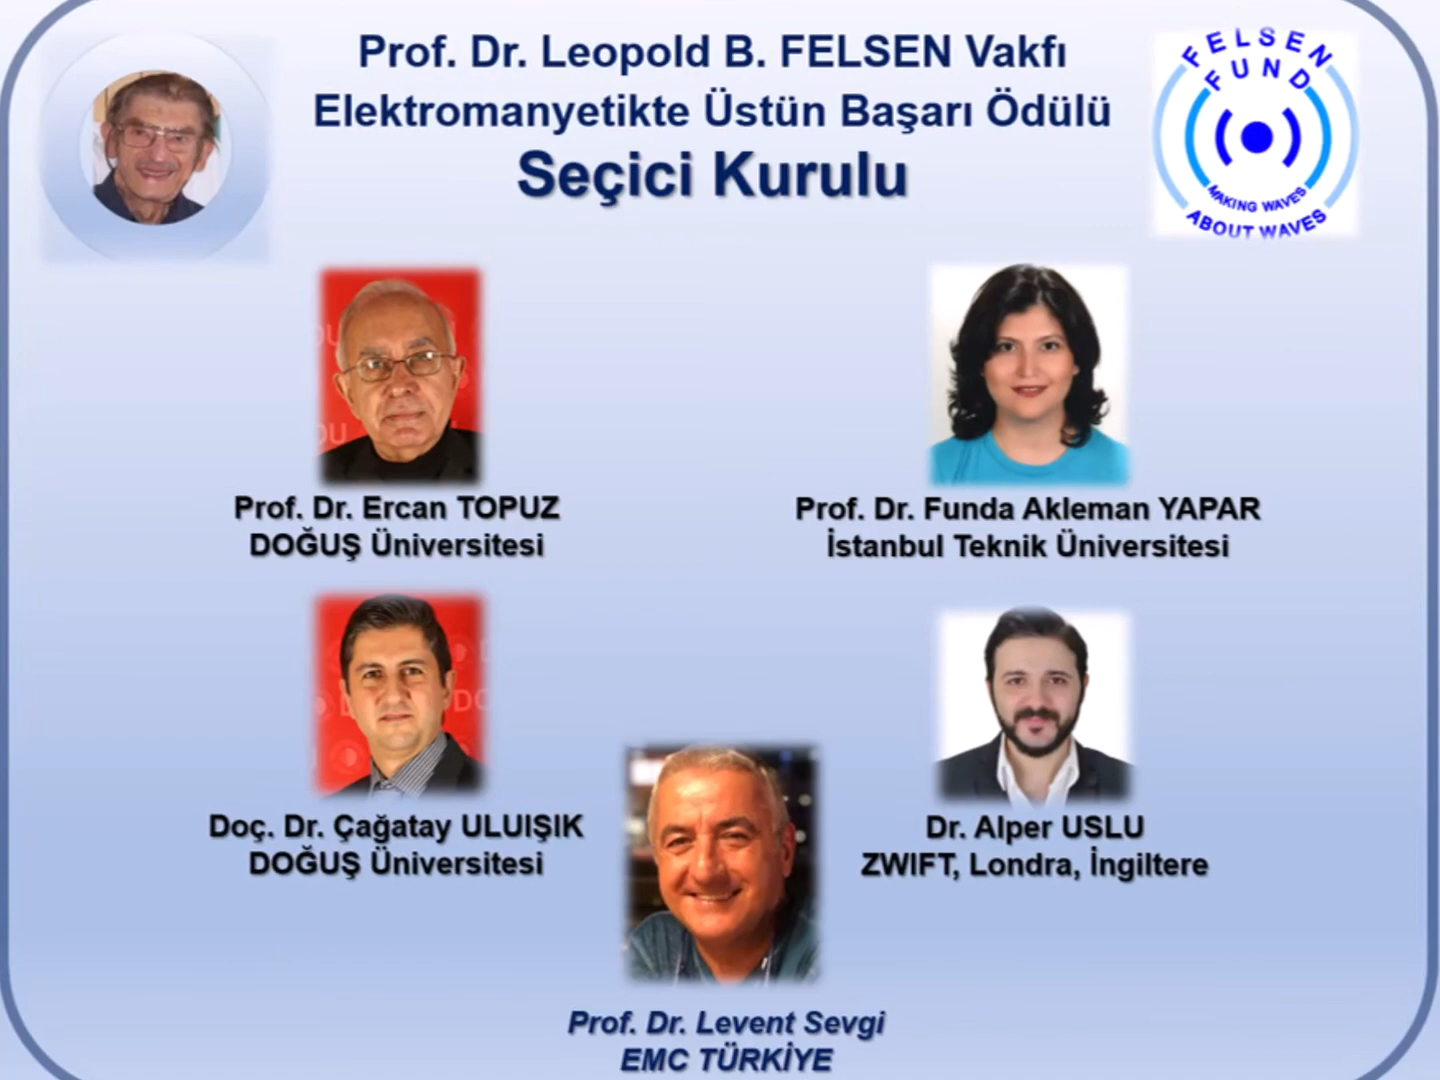 Prof. Dr. Leopold B. FELSEN Vakfı
Elektromanyetikte Üstün Başarı Ödülü
Seçici Kurulu
FELSEN
FUND
MAKING WAVES
ABOUT WAVES
Prof. Dr. Ercan TOPUZ
DOĞUŞ Üniversitesi
Prof. Dr. Funda Akleman YAPAR
İstanbul Teknik Üniversitesi
Doç. Dr. Çağatay ULUIŞIK
DOĞUŞ Üniversitesi
Dr. Alper USLU
ZWIFT, Londra, İngiltere
Prof. Dr. Levent Sevgi
EMC TÜRKİYE